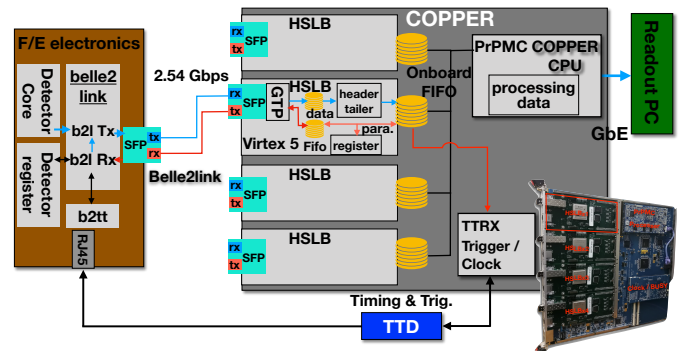 COPPER
F/E electronics
Detector
Core
Detector
register
belle2
link
b2l Tx
b2l Rx
b2tt
RJ45
SFP
tx
rx
2.54 Gbps
Belle2link
HSLB
rx
tx
SFP
HSLB
rx
tx
SFP
GTP
data
header
tailer
Fifo
para.
register
Virtex 5
HSLB
rx
tx
SFP
HSLB
rx
tx
SFP
Onboard
FIFO
PrPMC COPPER
CPU
processing
data
GbE
Readout PC
TTRX
Trigger /
Clock
Timing & Trig.
TTD